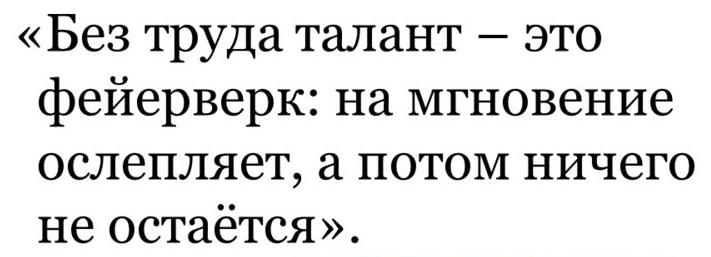 «Без труда талант – это
фейерверк: на мгновение
ослепляет, а потом ничего
не остаётся».